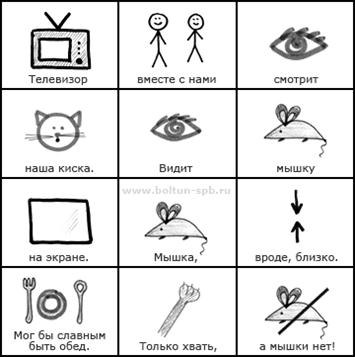 Телевизор
вместе с нами
смотрит
наша киска.
Видит
мышку
www.boltun-spb.ru
на экране.
Мышка,
вроде, близко.
Мог бы славным
быть обед.
Только хвать,
а мышки нет!